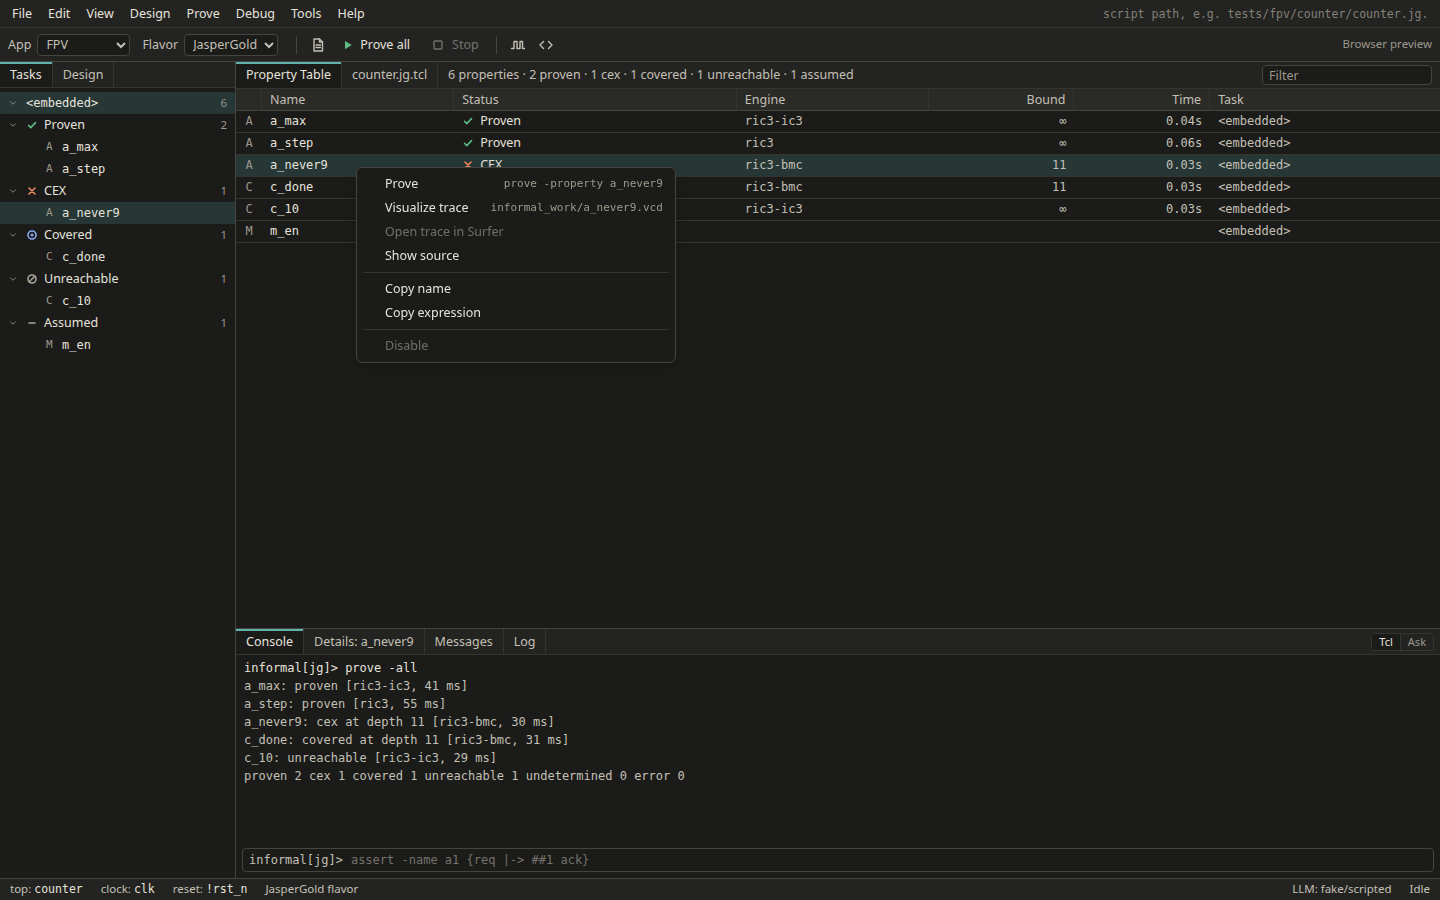 File Edit View Design Prove Debug Tools Help script path, e.g. tests/fpv/counter/counter.jg.
App FPV Flavor JasperGold Prove all Stop Browser preview
Tasks Design Property Table counter.jg.tcl 6 properties · 2 proven · 1 cex · 1 covered · 1 unreachable · 1 assumed Filter
Name Status Engine Bound Time Task
<embedded> 6
Proven 2
A a_max
A a_step
CEX 1
A a_never9
Covered 1
C c_done
Unreachable 1
C c_10
Assumed 1
M m_en
A a_max Proven ric3-ic3 ∞ 0.04s <embedded>
A a_step Proven ric3 ∞ 0.06s <embedded>
A a_never9 CEX ric3-bmc 11 0.03s <embedded>
C c_done ric3-bmc 11 0.03s <embedded>
C c_10 ric3-ic3 ∞ 0.03s <embedded>
M m_en <embedded>
Prove prove -property a_never9
Visualize trace informal_work/a_never9.vcd
Open trace in Surfer
Show source
Copy name
Copy expression
Disable
Console Details: a_never9 Messages Log Tcl Ask
informal[jg]> prove -all
a_max: proven [ric3-ic3, 41 ms]
a_step: proven [ric3, 55 ms]
a_never9: cex at depth 11 [ric3-bmc, 30 ms]
c_done: covered at depth 11 [ric3-bmc, 31 ms]
c_10: unreachable [ric3-ic3, 29 ms]
proven 2 cex 1 covered 1 unreachable 1 undetermined 0 error 0
informal[jg]> assert -name a1 {req |-> ##1 ack}
top: counter clock: clk reset: !rst_n JasperGold flavor LLM: fake/scripted Idle